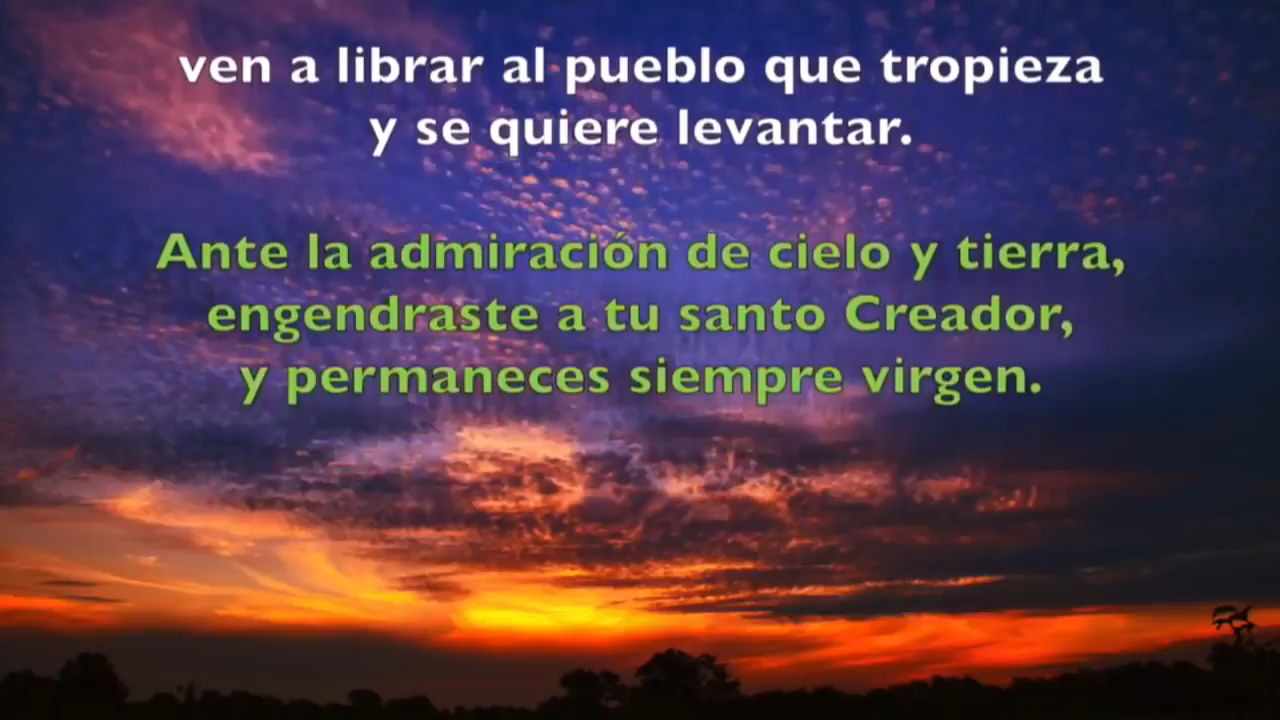 ven a librar al pueblo que tropieza
y se quiere levantar.
Ante la admiración de cielo y tierra,
engendraste a tu santo Creador,
y permaneces siempre virgen.